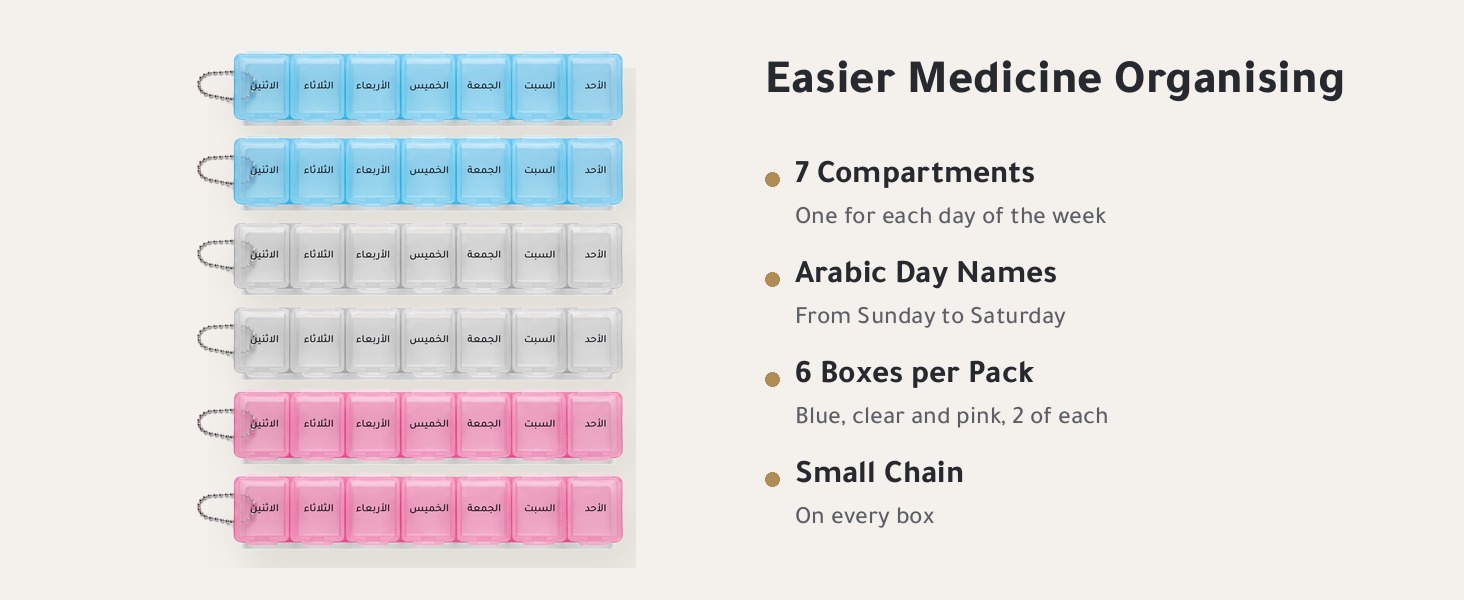 الاثنين الثلاثاء الأربعاء الخميس الجمعة السبت الأحد
الاثنين الثلاثاء الأربعاء الخميس الجمعة السبت الأحد
الاثنين الثلاثاء الأربعاء الخميس الجمعة السبت الأحد
الاثنين الثلاثاء الأربعاء الخميس الجمعة السبت الأحد
الاثنين الثلاثاء الأربعاء الخميس الجمعة السبت الأحد
الاثنين الثلاثاء الأربعاء الخميس الجمعة السبت الأحد
Easier Medicine Organising
7 Compartments
One for each day of the week
Arabic Day Names
From Sunday to Saturday
6 Boxes per Pack
Blue, clear and pink, 2 of each
Small Chain
On every box